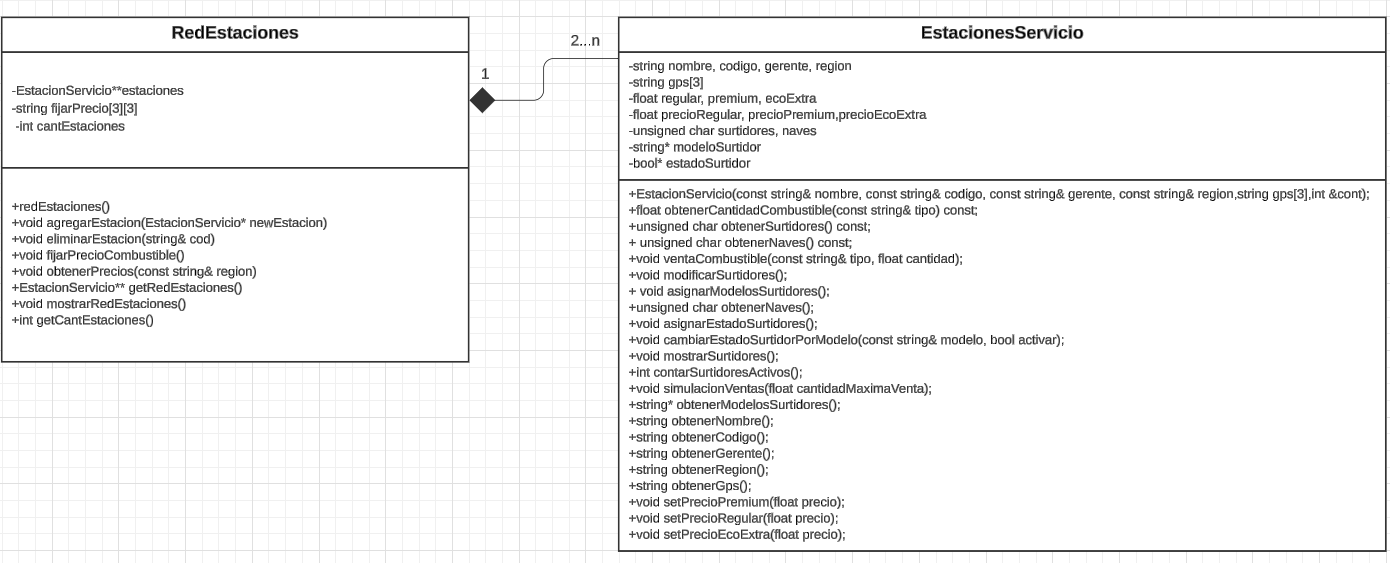 RedEstaciones
-EstacionServicio**estaciones
-string fijarPrecio[3][3]
-int cantEstaciones
+redEstaciones()
+void agregarEstacion(EstacionServicio* newEstacion)
+void eliminarEstacion(string& cod)
+void fijarPrecioCombustible()
+void obtenerPrecios(const string& region)
+EstacionServicio** getRedEstaciones()
+void mostrarRedEstaciones()
+int getCantEstaciones()
1
2...n
EstacionesServicio
-string nombre, codigo, gerente, region
-string gps[3]
-float regular, premium, ecoExtra
-float precioRegular, precioPremium,precioEcoExtra
-unsigned char surtidores, naves
-string* modeloSurtidor
-bool* estadoSurtidor
+EstacionServicio(const string& nombre, const string& codigo, const string& gerente, const string& region,string gps[3],int &cont);
+float obtenerCantidadCombustible(const string& tipo) const;
+unsigned char obtenerSurtidores() const;
+ unsigned char obtenerNaves() const;
+void ventaCombustible(const string& tipo, float cantidad);
+void modificarSurtidores();
+ void asignarModelosSurtidores();
+unsigned char obtenerNaves();
+void asignarEstadoSurtidores();
+void cambiarEstadoSurtidorPorModelo(const string& modelo, bool activar);
+void mostrarSurtidores();
+int contarSurtidoresActivos();
+void simulacionVentas(float cantidadMaximaVenta);
+string* obtenerModelosSurtidores();
+string obtenerNombre();
+string obtenerCodigo();
+string obtenerGerente();
+string obtenerRegion();
+string obtenerGps();
+void setPrecioPremium(float precio);
+void setPrecioRegular(float precio);
+void setPrecioEcoExtra(float precio);